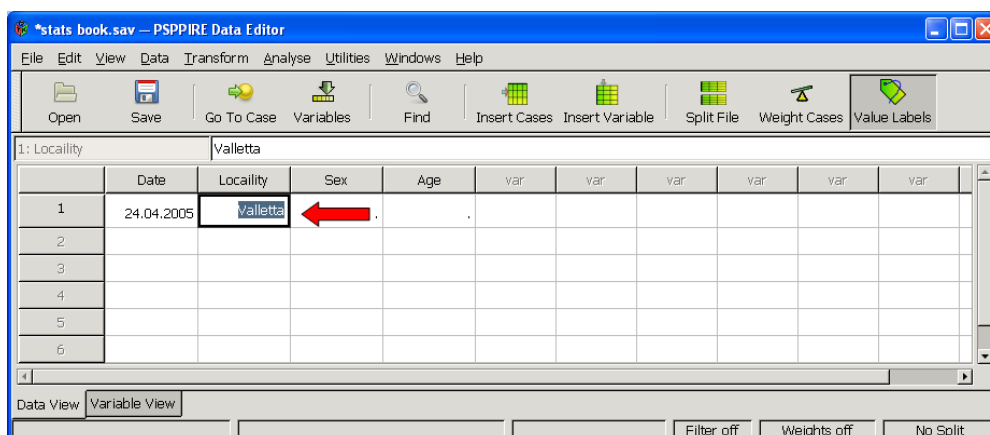 *stats book.sav — PSPPIRE Data Editor
File Edit View Data Transform Analyse Utilities Windows Help
Open Save Go To Case Variables Find Insert Cases Insert Variable Split File Weight Cases Value Labels
1: Locaility Valletta
Date Locaility Sex Age var var var var var var
1 24.04.2005 Valletta . .
2
3
4
5
6
Data View Variable View
Filter off Weights off No Split